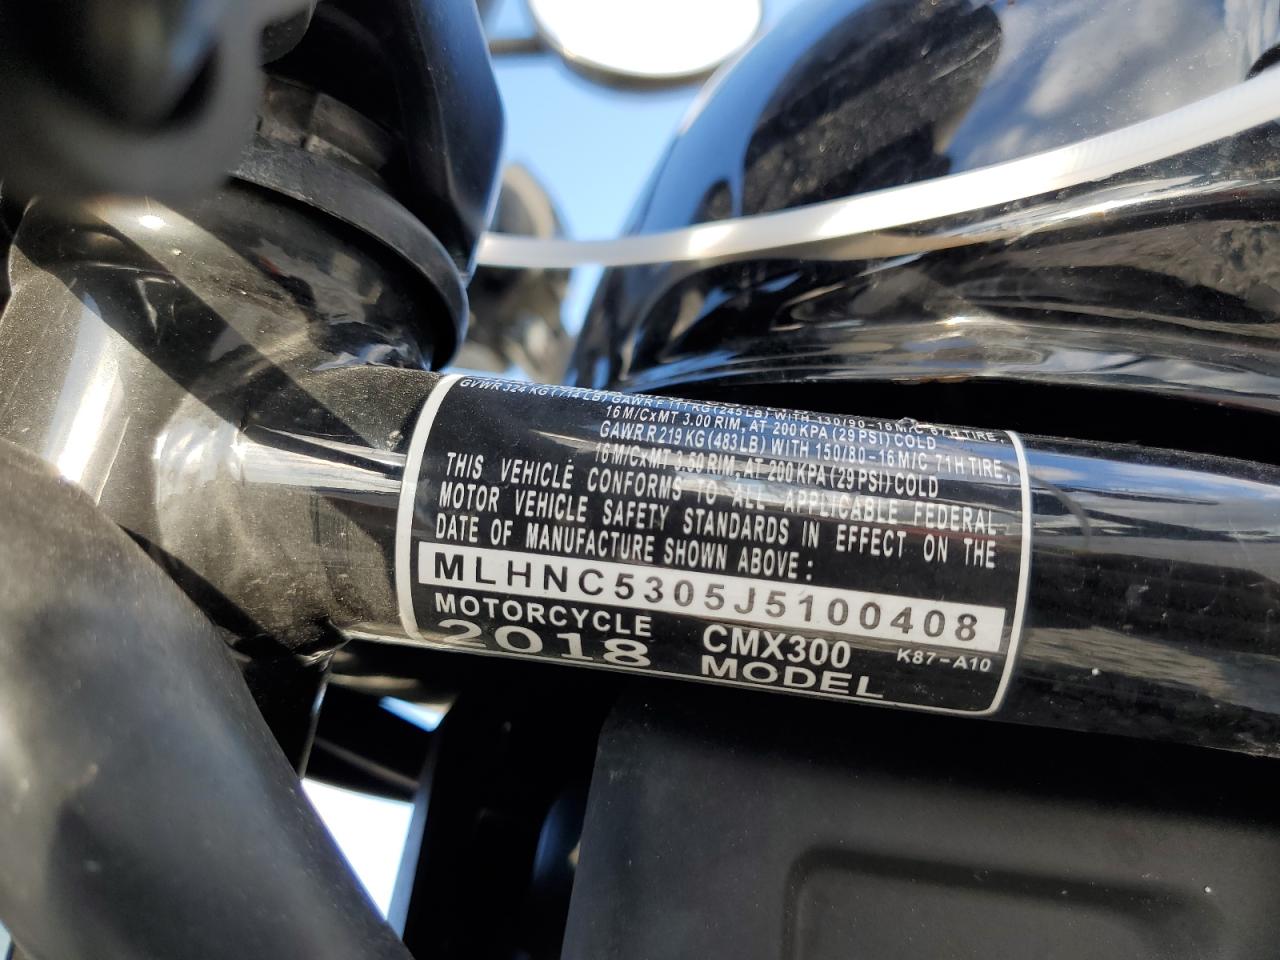 GVWR 324 KG (714 LB) GAWR F 111 KG (245 LB) WITH 130/90-16 M/C 67H TIRE,
16 M/CxMT 3.00 RIM, AT 200 KPA (29 PSI) COLD
GAWR R 219 KG (483 LB) WITH 150/80-16 M/C 71H TIRE,
16 M/CxMT 3.50 RIM, AT 200 KPA (29 PSI) COLD
THIS VEHICLE CONFORMS TO ALL APPLICABLE FEDERAL
MOTOR VEHICLE SAFETY STANDARDS IN EFFECT ON THE
DATE OF MANUFACTURE SHOWN ABOVE:
MLHNC5305J5100408
MOTORCYCLE CMX300 K87-A10
2018 MODEL